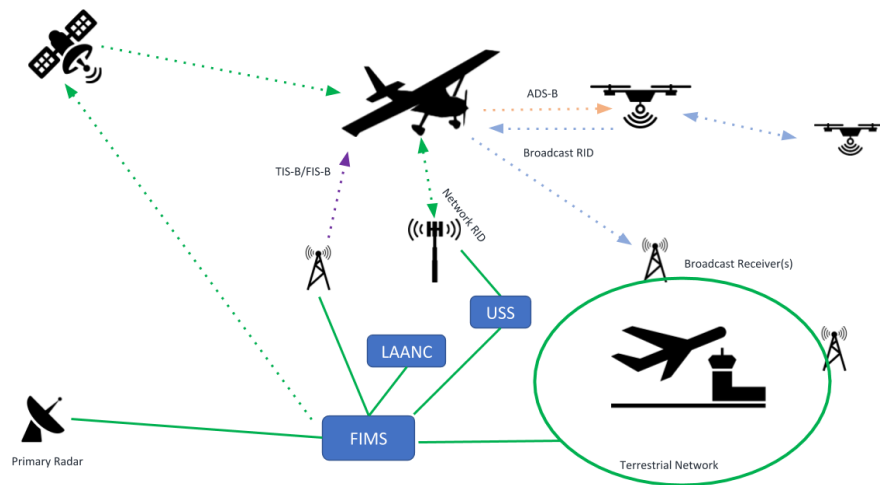 ADS-B
Broadcast RID
TIS-B/FIS-B
Network RID
Broadcast Receiver(s)
USS
LAANC
FIMS
Primary Radar
Terrestrial Network